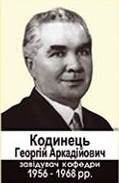 Кодинець
Георгій Аркадійович
завідувач кафедри
1956 - 1968 рр.